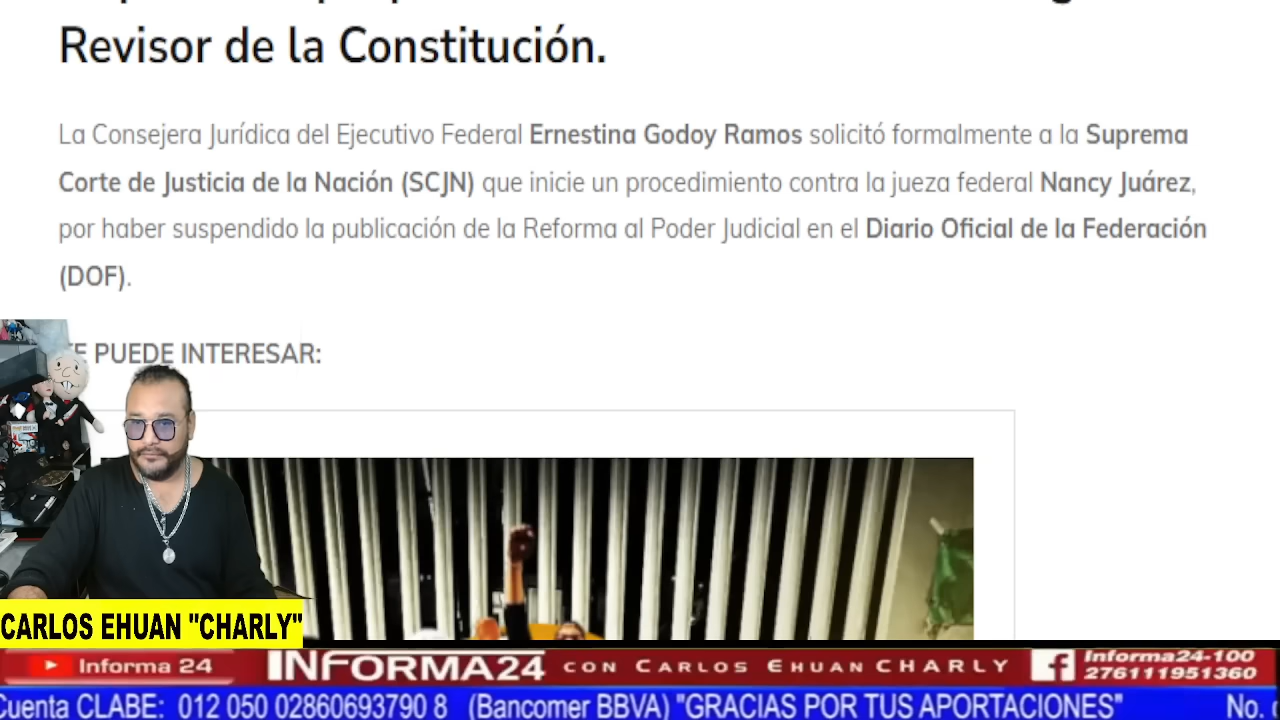 Revisor de la Constitución.
La Consejera Jurídica del Ejecutivo Federal Ernestina Godoy Ramos solicitó formalmente a la Suprema
Corte de Justicia de la Nación (SCJN) que inicie un procedimiento contra la jueza federal Nancy Juárez,
por haber suspendido la publicación de la Reforma al Poder Judicial en el Diario Oficial de la Federación
(DOF).
TE PUEDE INTERESAR:
CARLOS EHUAN "CHARLY"
Informa 24
INFORMA24 CON CARLOS EHUAN CHARLY
Informa24-100
276111951360
Cuenta CLABE: 012 050 02860693790 8 (Bancomer BBVA) "GRACIAS POR TUS APORTACIONES" No.